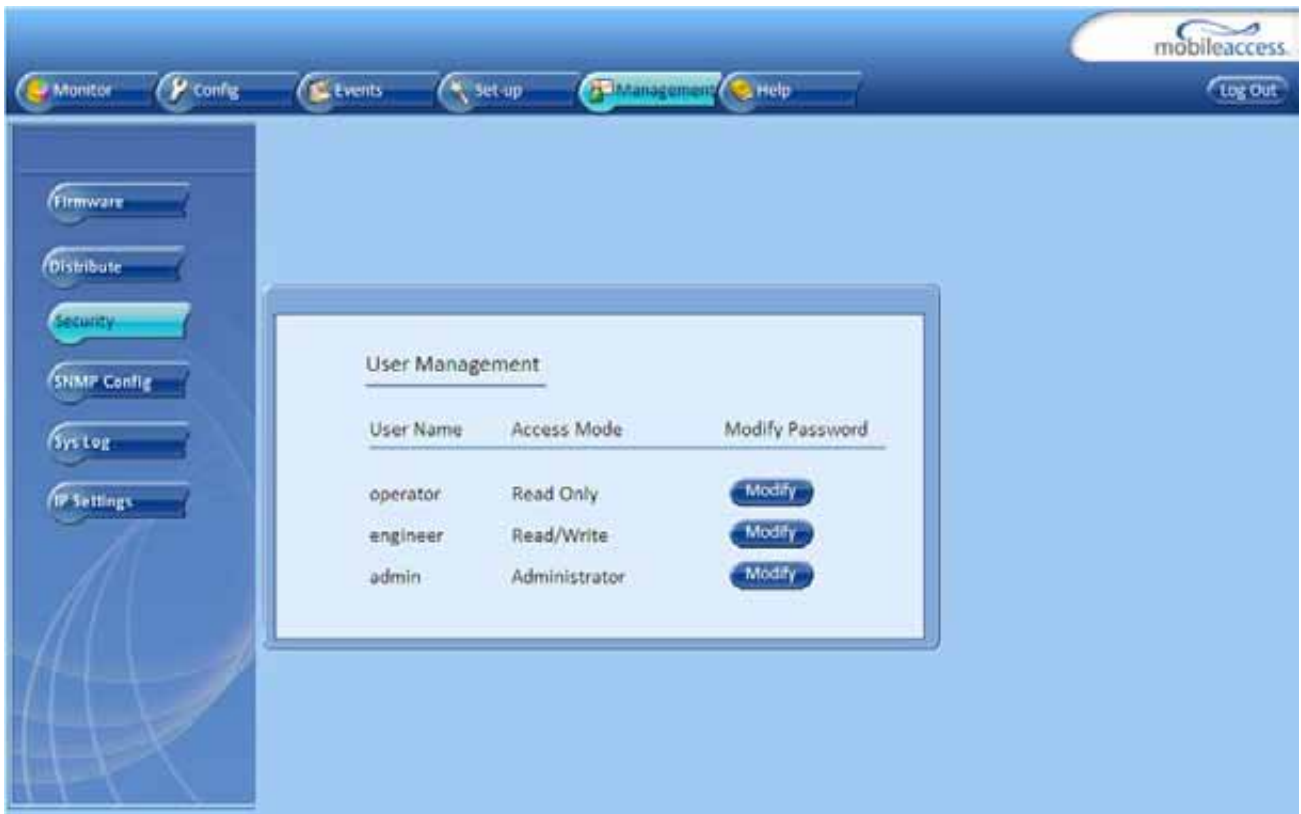 mobileaccess
Monitor Config Events Set-up Management Help Log Out
Firmware
Distribute
Security
SNMP Config
Sys Log
IP Settings
User Management
User Name Access Mode Modify Password
operator Read Only Modify
engineer Read/Write Modify
admin Administrator Modify